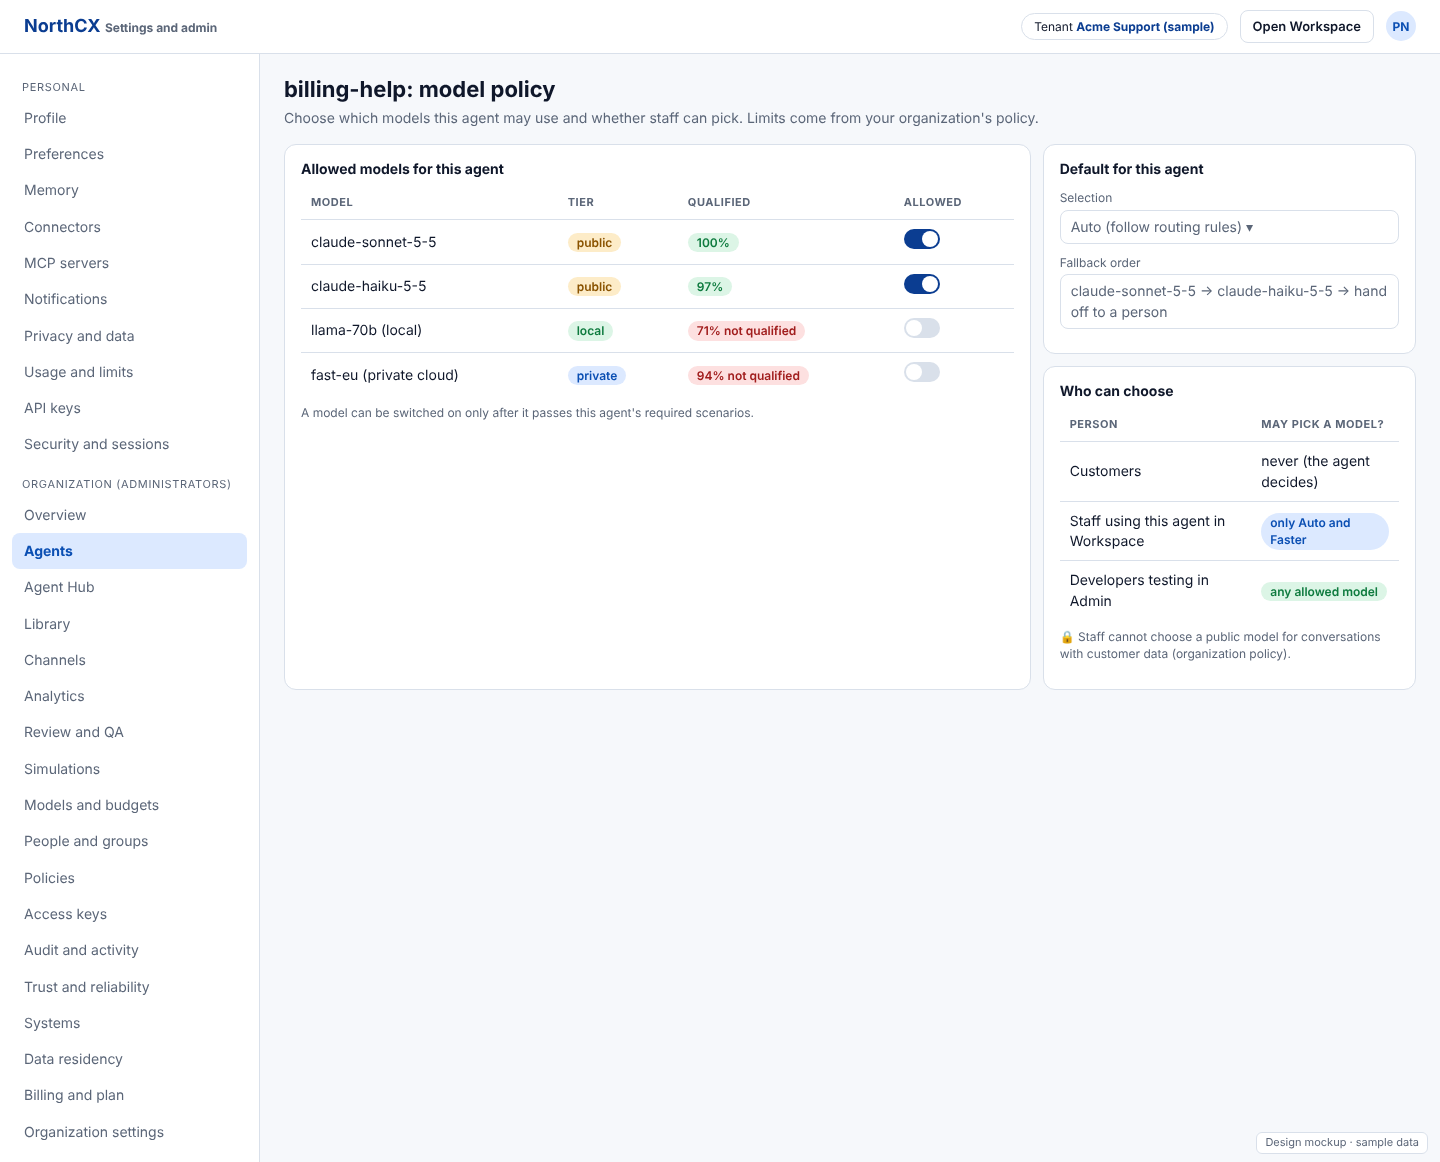 NorthCX Settings and admin
Tenant Acme Support (sample)
Open Workspace
PN
PERSONAL
Profile
Preferences
Memory
Connectors
MCP servers
Notifications
Privacy and data
Usage and limits
API keys
Security and sessions
ORGANIZATION (ADMINISTRATORS)
Overview
Agents
Agent Hub
Library
Channels
Analytics
Review and QA
Simulations
Models and budgets
People and groups
Policies
Access keys
Audit and activity
Trust and reliability
Systems
Data residency
Billing and plan
Organization settings
billing-help: model policy
Choose which models this agent may use and whether staff can pick. Limits come from your organization's policy.
Allowed models for this agent
MODEL TIER QUALIFIED ALLOWED
claude-sonnet-5-5 public 100%
claude-haiku-5-5 public 97%
llama-70b (local) local 71% not qualified
fast-eu (private cloud) private 94% not qualified
A model can be switched on only after it passes this agent's required scenarios.
Default for this agent
Selection
Auto (follow routing rules) ▾
Fallback order
claude-sonnet-5-5 → claude-haiku-5-5 → hand
off to a person
Who can choose
PERSON MAY PICK A MODEL?
Customers never (the agent
decides)
Staff using this agent in
Workspace
only Auto and
Faster
Developers testing in
Admin
any allowed model
🔒 Staff cannot choose a public model for conversations
with customer data (organization policy).
Design mockup · sample data